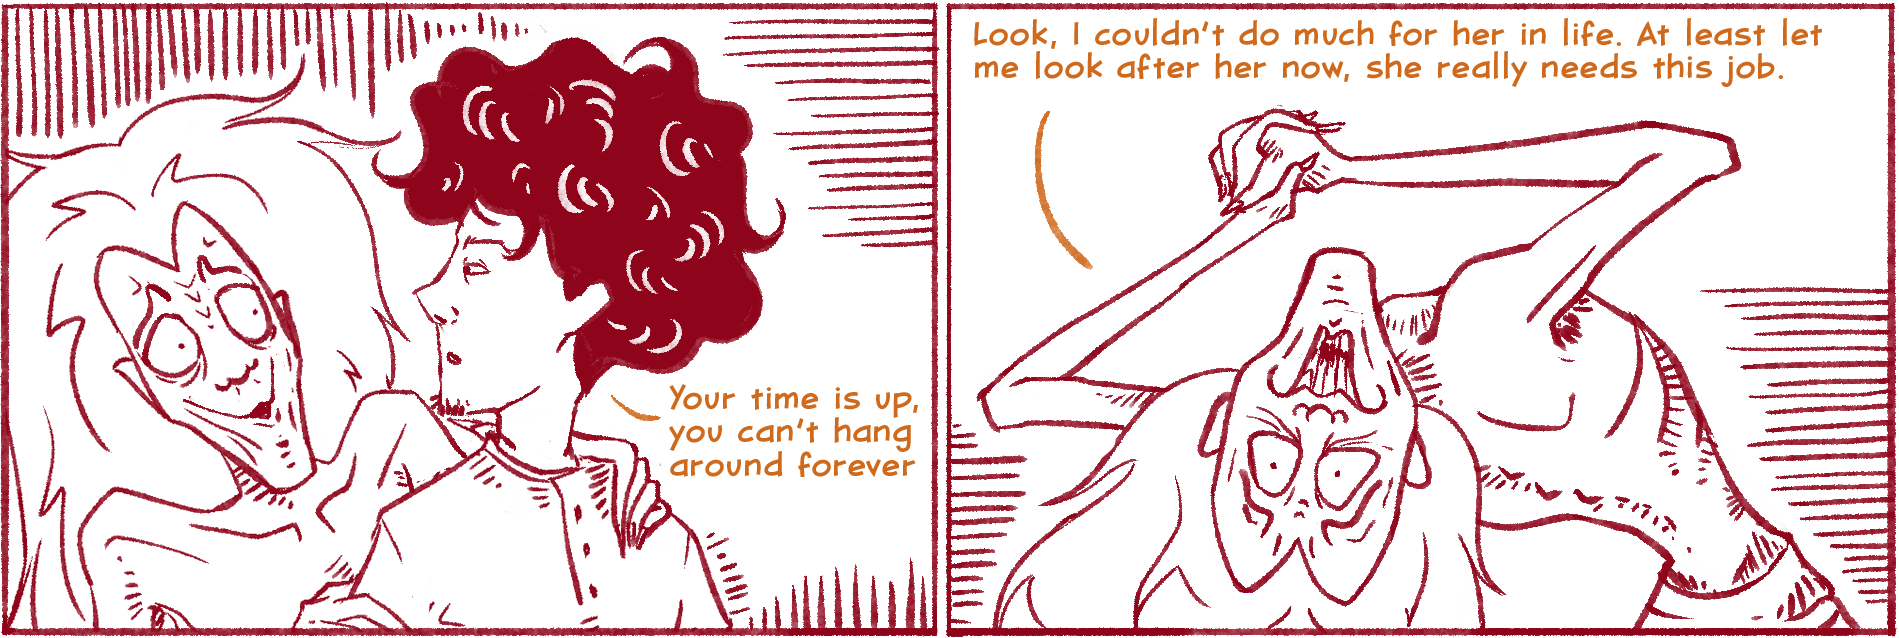 Your time is up,
you can't hang
around forever
Look, I couldn't do much for her in life. At least let
me look after her now, she really needs this job.